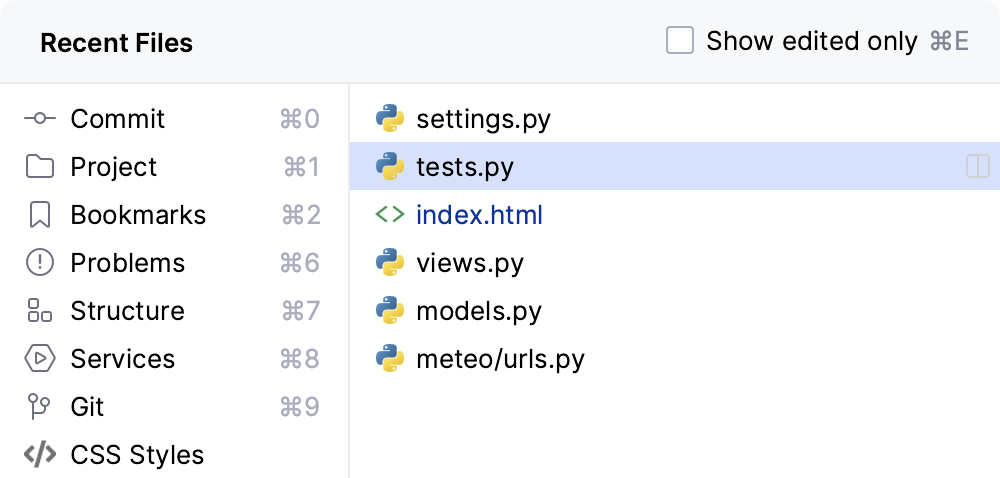 Recent Files
Show edited only ⌘E
Commit ⌘0
Project ⌘1
Bookmarks ⌘2
Problems ⌘6
Structure ⌘7
Services ⌘8
Git ⌘9
CSS Styles
settings.py
tests.py
index.html
views.py
models.py
meteo/urls.py